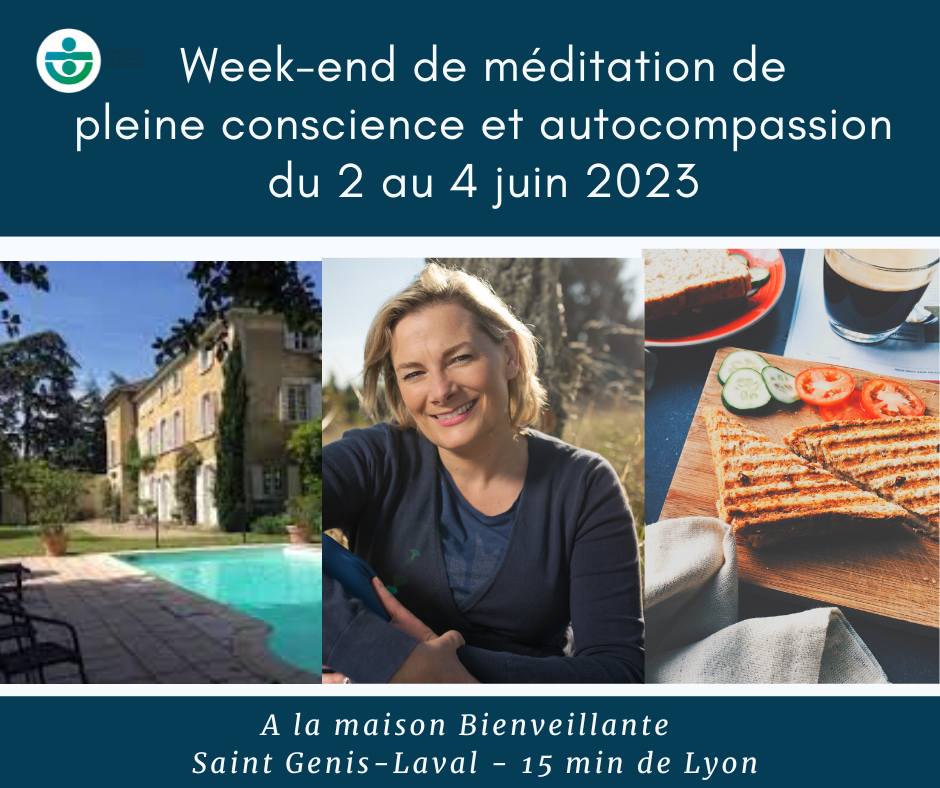 Week-end de méditation de
pleine conscience et autocompassion
du 2 au 4 juin 2023
A la maison Bienveillante
Saint Genis-Laval - 15 min de Lyon